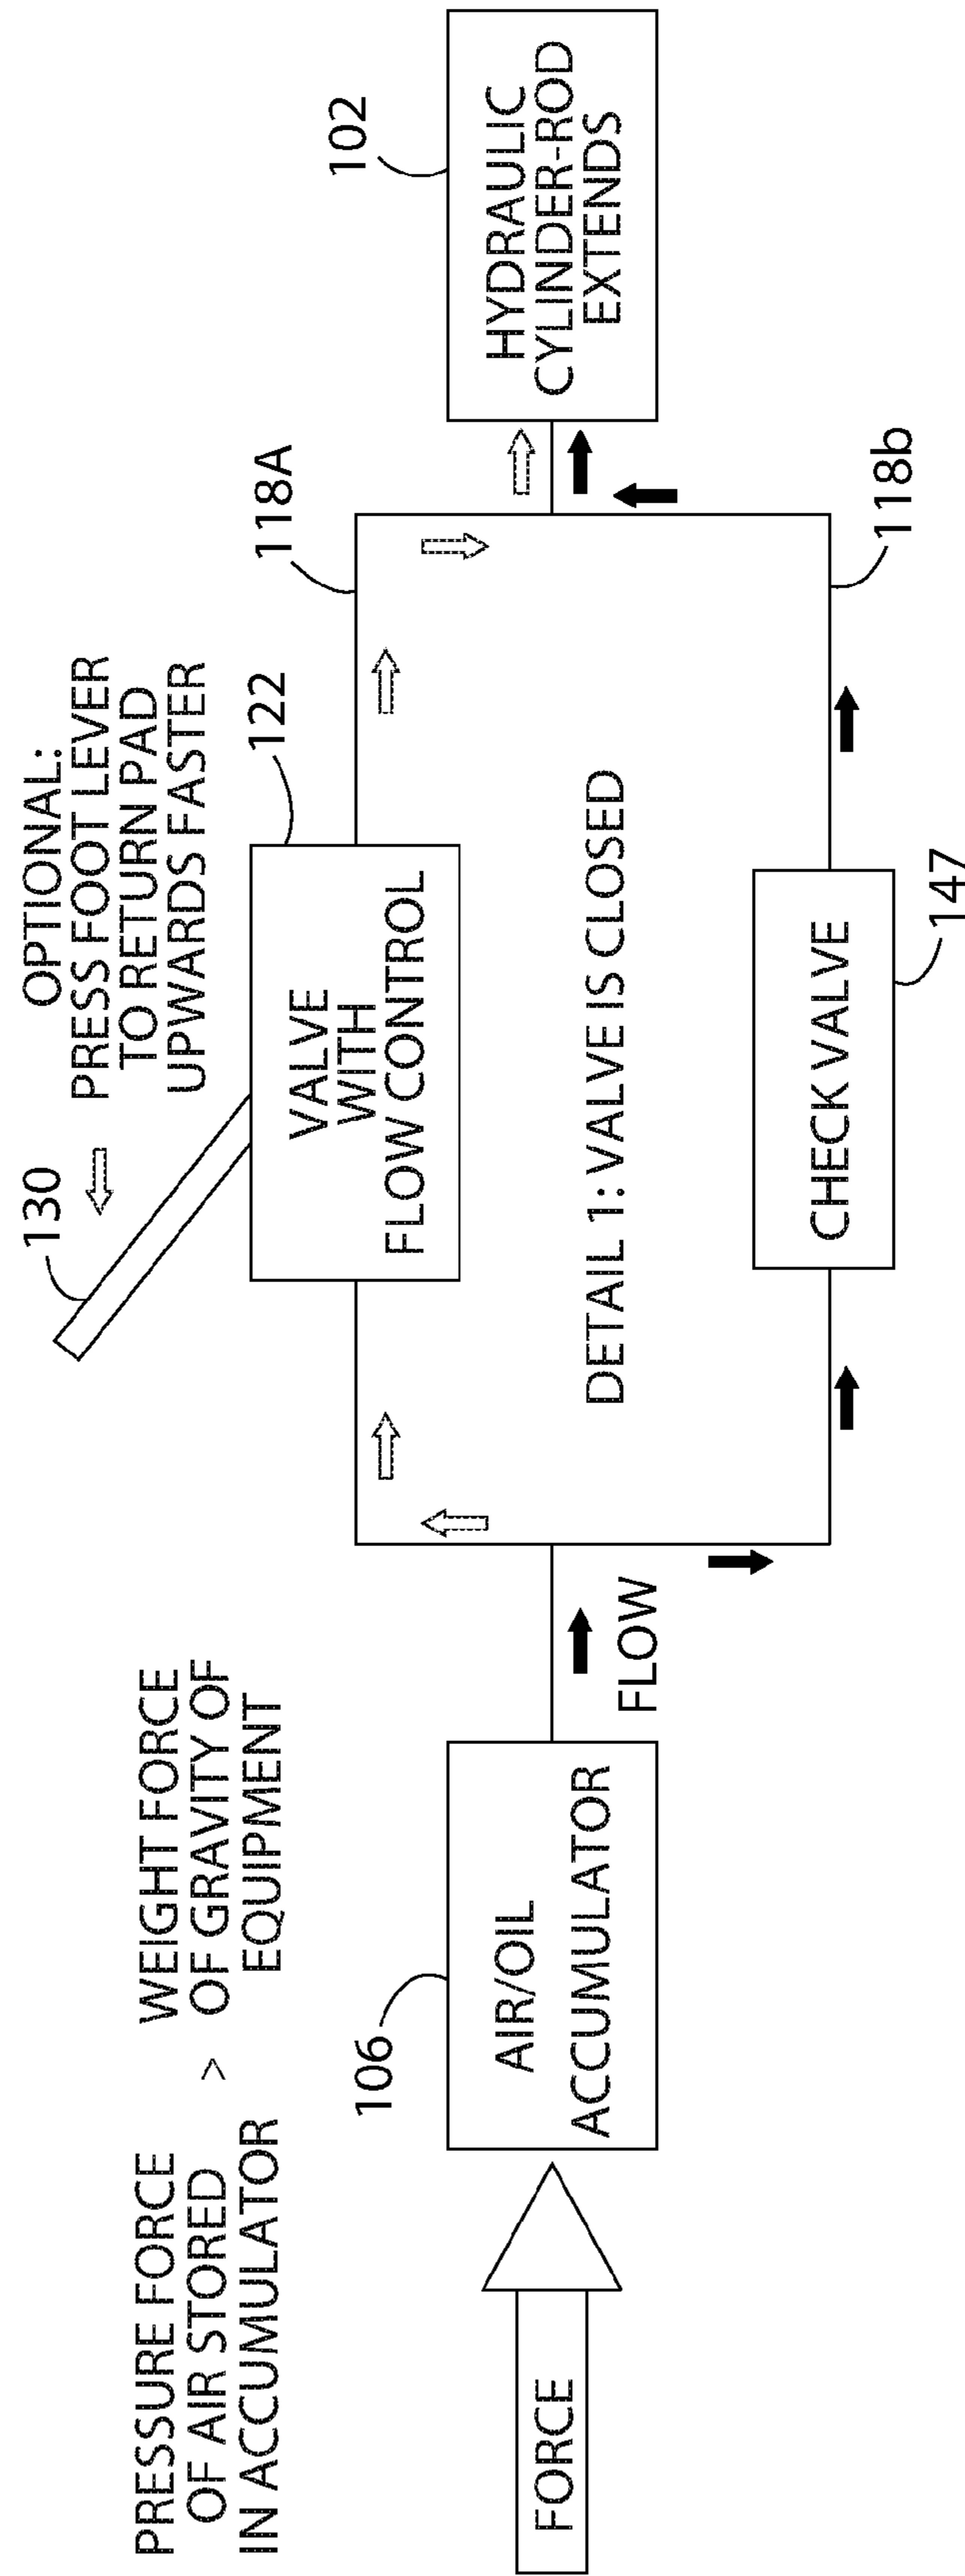 PRESSURE FORCE
OF AIR STORED
IN ACCUMULATOR
>
WEIGHT FORCE
OF GRAVITY OF
EQUIPMENT
OPTIONAL:
PRESS FOOT LEVER
TO RETURN PAD
UPWARDS FASTER
130
122
118A
102
106
FORCE
AIR/OIL
ACCUMULATOR
FLOW
VALVE
WITH
FLOW CONTROL
DETAIL 1: VALVE IS CLOSED
CHECK VALVE
147
118b
HYDRAULIC
CYLINDER-ROD
EXTENDS